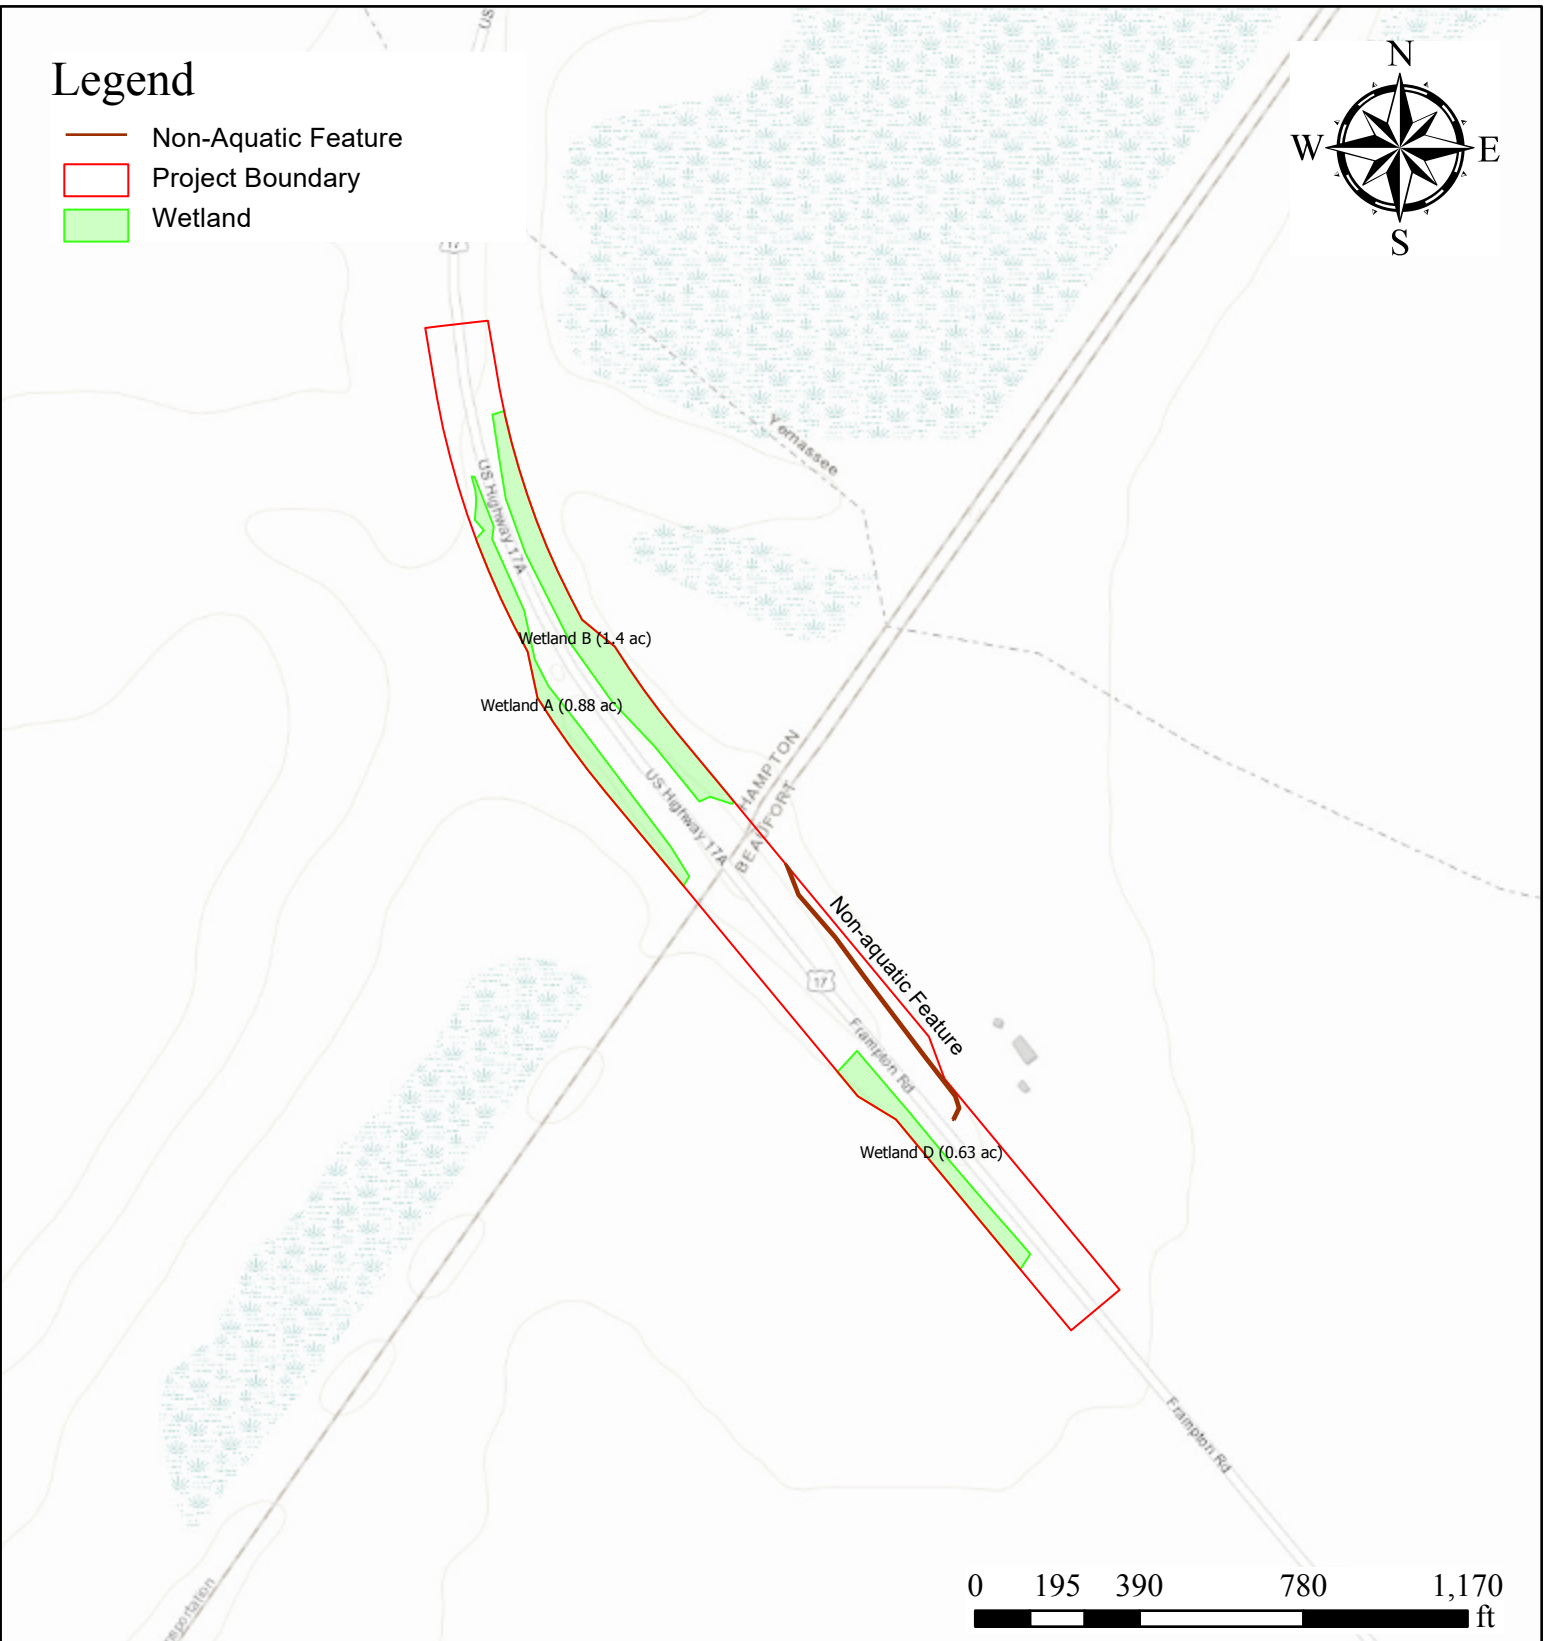 US
Legend
Non-Aquatic Feature
Project Boundary
Wetland
N
W
E
S
17
Yemassee
US Highway 17A
Wetland B (1.4 ac)
Wetland A (0.88 ac)
HAMPTON
BEAUFORT
US Highway 17A
Non-aquatic Feature
17
Frampton Rd
Wetland D (0.63 ac)
Frampton Rd
0 195 390 780 1,170
ft